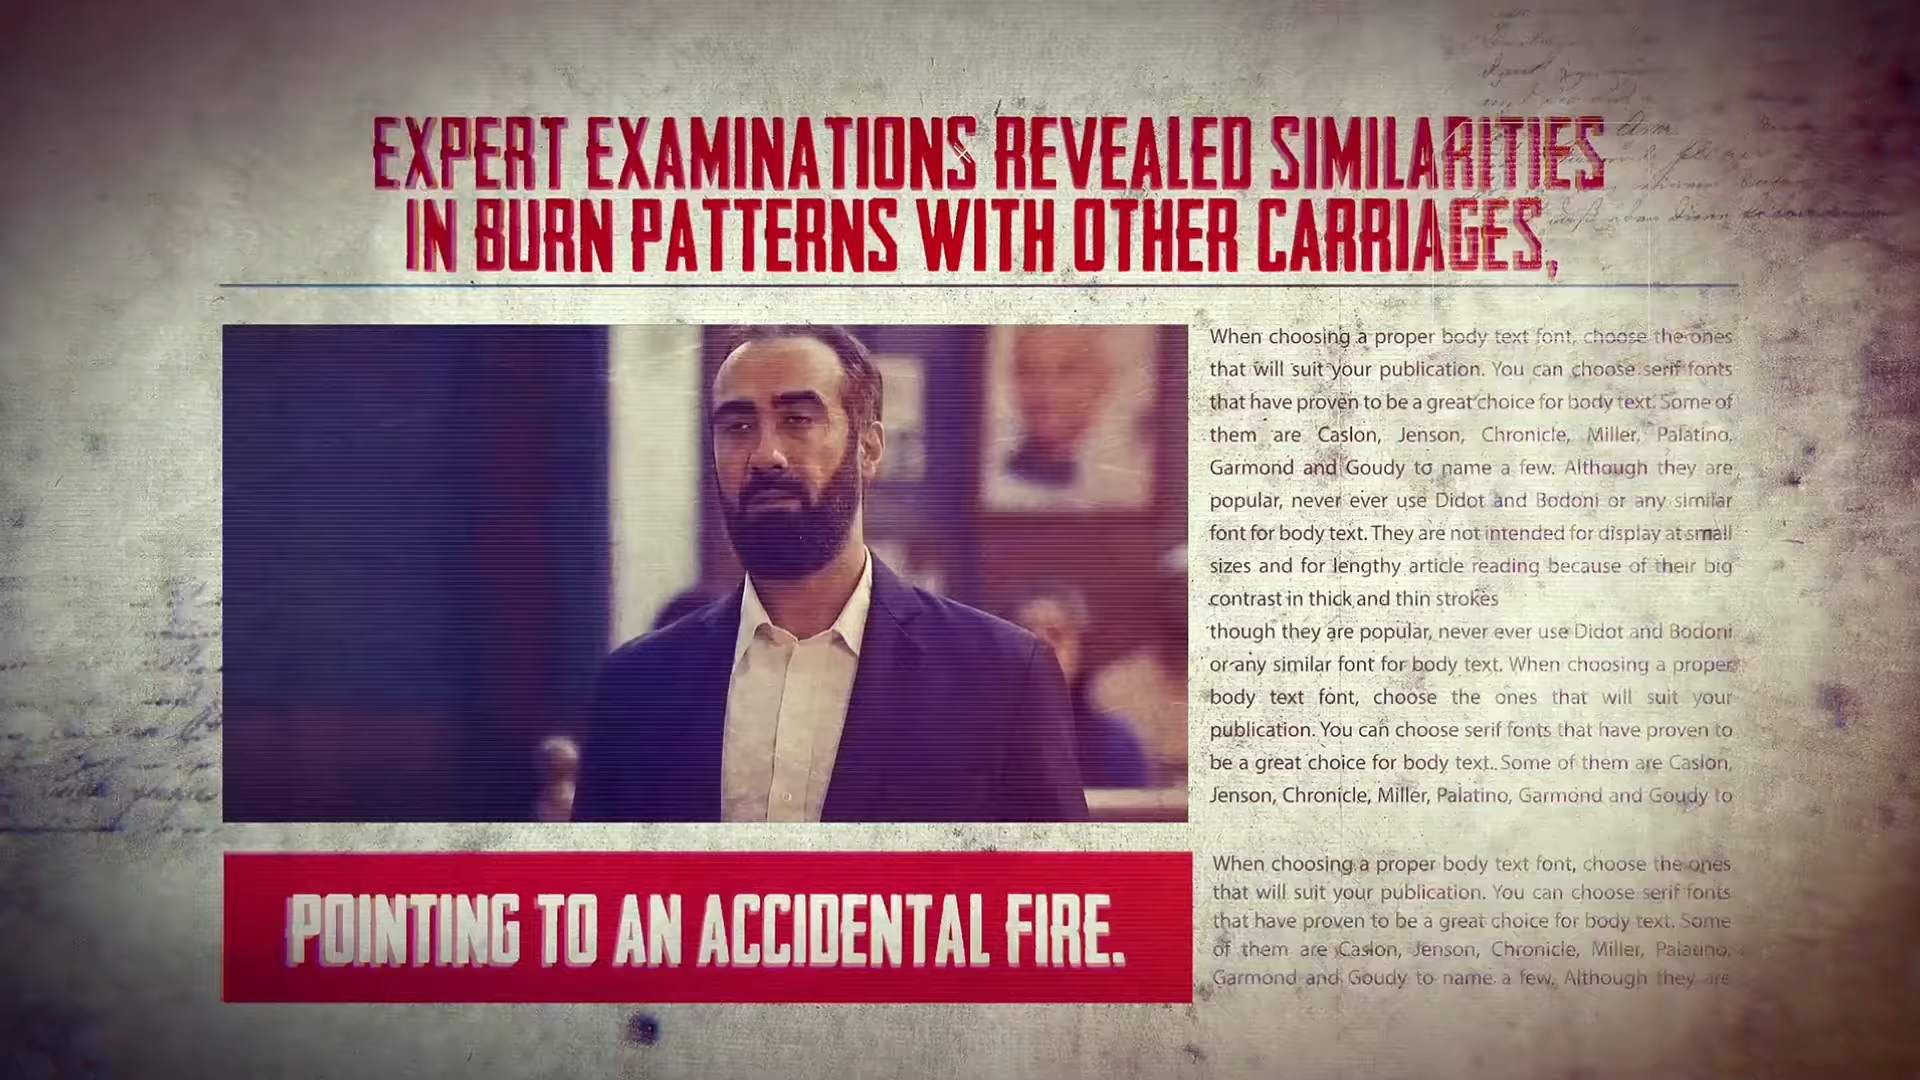 EXPERT EXAMINATIONS REVEALED SIMILARITIES
IN BURN PATTERNS WITH OTHER CARRIAGES,
When choosing a proper body text font, choose the ones
that will suit your publication. You can choose serif fonts
that have proven to be a great choice for body text. Some of
them are Caslon, Jenson, Chronicle, Miller, Palatino,
Garmond and Goudy to name a few. Although they are
popular, never ever use Didot and Bodoni or any similar
font for body text. They are not intended for display at small
sizes and for lengthy article reading because of their big
contrast in thick and thin strokes
though they are popular, never ever use Didot and Bodoni
or any similar font for body text. When choosing a proper
body text font, choose the ones that will suit your
publication. You can choose serif fonts that have proven to
be a great choice for body text. Some of them are Caslon,
Jenson, Chronicle, Miller, Palatino, Garmond and Goudy to
POINTING TO AN ACCIDENTAL FIRE.
When choosing a proper body text font, choose the ones
that will suit your publication. You can choose serif fonts
that have proven to be a great choice for body text. Some
of them are Caslon, Jenson, Chronicle, Miller, Palatino,
Garmond and Goudy to name a few. Although they are